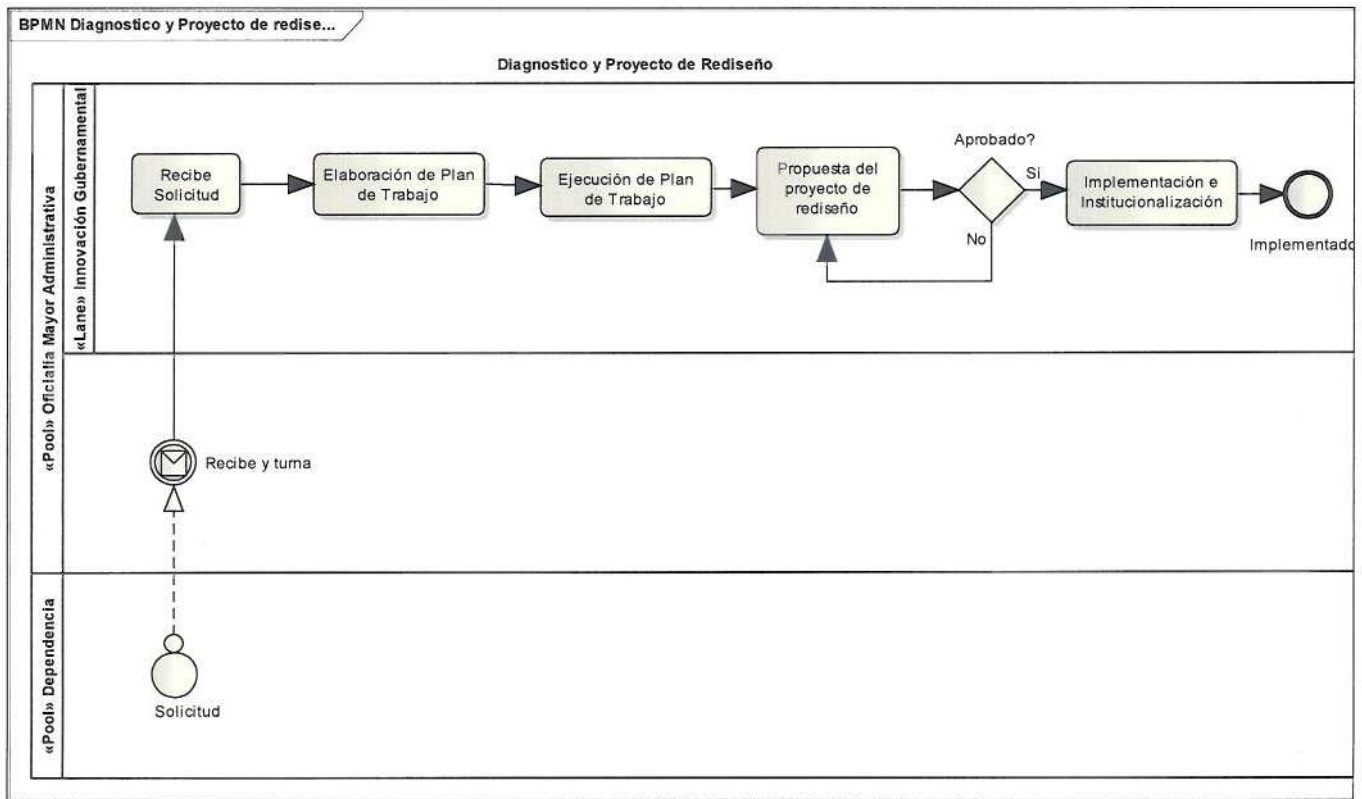 BPMN Diagnostico y Proyecto de redise...
Diagnostico y Proyecto de Rediseño
«Pool» Oficialia Mayor Administrativa
«Lane» Innovación Gubernamental
Recibe
Solicitud
Elaboración de Plan
de Trabajo
Ejecución de Plan
de Trabajo
Propuesta del
proyecto de
rediseño
Aprobado?
Si
No
Implementación e
Institucionalización
Implementado
Recibe y turna
«Pool» Dependencia
Solicitud